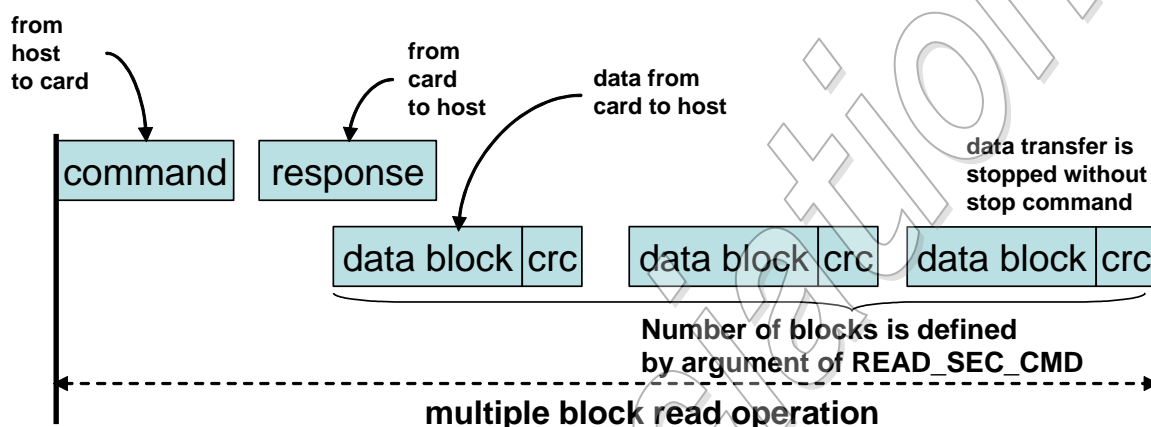 from
host
to card
from
card
to host
data from
card to host
command
response
data transfer is
stopped without
stop command
data block crc
data block crc
data block crc
Number of blocks is defined
by argument of READ_SEC_CMD
multiple block read operation